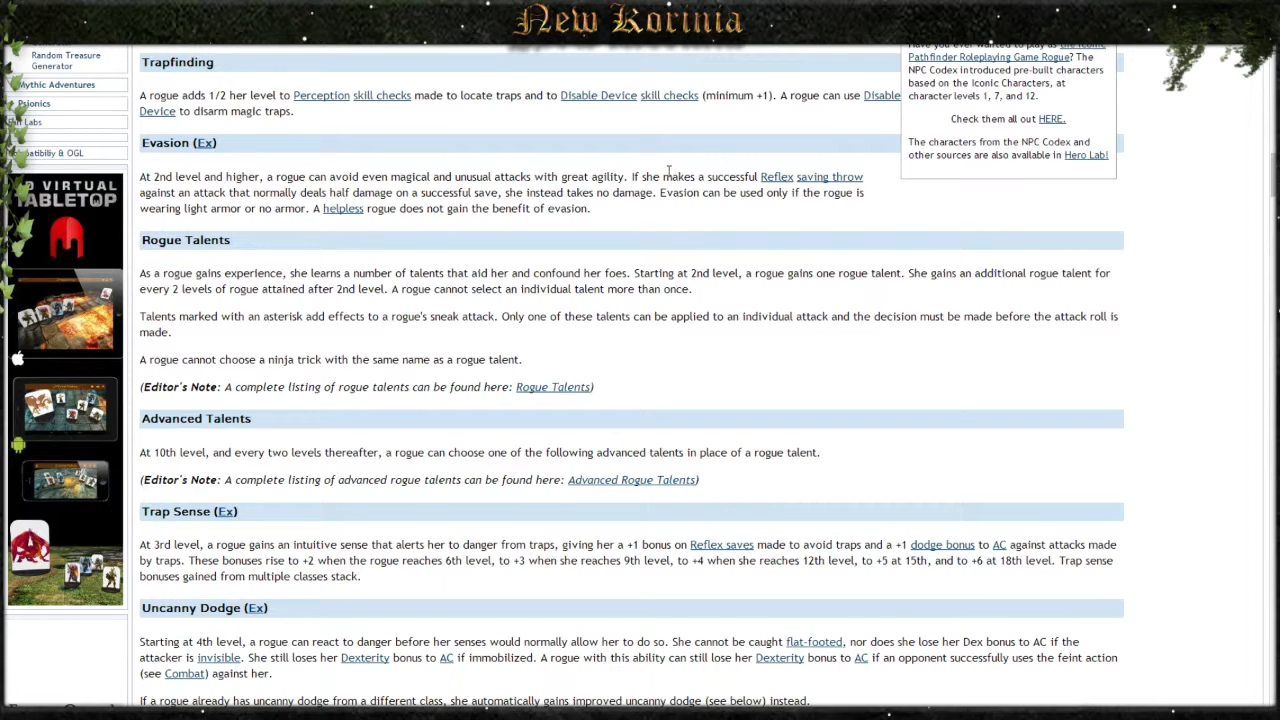 New Korinia
Random Treasure
Generator
Mythic Adventures
Psionics
Labs
& OGL
VIRTUAL
TABLETOP
Trapfinding
A rogue adds 1/2 her level to Perception skill checks made to locate traps and to Disable Device skill checks (minimum +1). A rogue can use Disable
Device to disarm magic traps.
Have you ever wanted to play as the Iconic
Pathfinder Roleplaying Game Rogue? The
NPC Codex introduced pre-built characters
based on the Iconic Characters, at
character levels 1, 7, and 12.
Check them all out HERE.
The characters from the NPC Codex and
other sources are also available in Hero Lab!
Evasion (Ex)
At 2nd level and higher, a rogue can avoid even magical and unusual attacks with great agility. If she makes a successful Reflex saving throw
against an attack that normally deals half damage on a successful save, she instead takes no damage. Evasion can be used only if the rogue is
wearing light armor or no armor. A helpless rogue does not gain the benefit of evasion.
Rogue Talents
As a rogue gains experience, she learns a number of talents that aid her and confound her foes. Starting at 2nd level, a rogue gains one rogue talent. She gains an additional rogue talent for
every 2 levels of rogue attained after 2nd level. A rogue cannot select an individual talent more than once.
Talents marked with an asterisk add effects to a rogue's sneak attack. Only one of these talents can be applied to an individual attack and the decision must be made before the attack roll is
made.
A rogue cannot choose a ninja trick with the same name as a rogue talent.
(Editor's Note: A complete listing of rogue talents can be found here: Rogue Talents)
Advanced Talents
At 10th level, and every two levels thereafter, a rogue can choose one of the following advanced talents in place of a rogue talent.
(Editor's Note: A complete listing of advanced rogue talents can be found here: Advanced Rogue Talents)
Trap Sense (Ex)
At 3rd level, a rogue gains an intuitive sense that alerts her to danger from traps, giving her a +1 bonus on Reflex saves made to avoid traps and a +1 dodge bonus to AC against attacks made
by traps. These bonuses rise to +2 when the rogue reaches 6th level, to +3 when she reaches 9th level, to +4 when she reaches 12th level, to +5 at 15th, and to +6 at 18th level. Trap sense
bonuses gained from multiple classes stack.
Uncanny Dodge (Ex)
Starting at 4th level, a rogue can react to danger before her senses would normally allow her to do so. She cannot be caught flat-footed, nor does she lose her Dex bonus to AC if the
attacker is invisible. She still loses her Dexterity bonus to AC if immobilized. A rogue with this ability can still lose her Dexterity bonus to AC if an opponent successfully uses the feint action
(see Combat) against her.
If a rogue already has uncanny dodge from a different class, she automatically gains improved uncanny dodge (see below) instead.